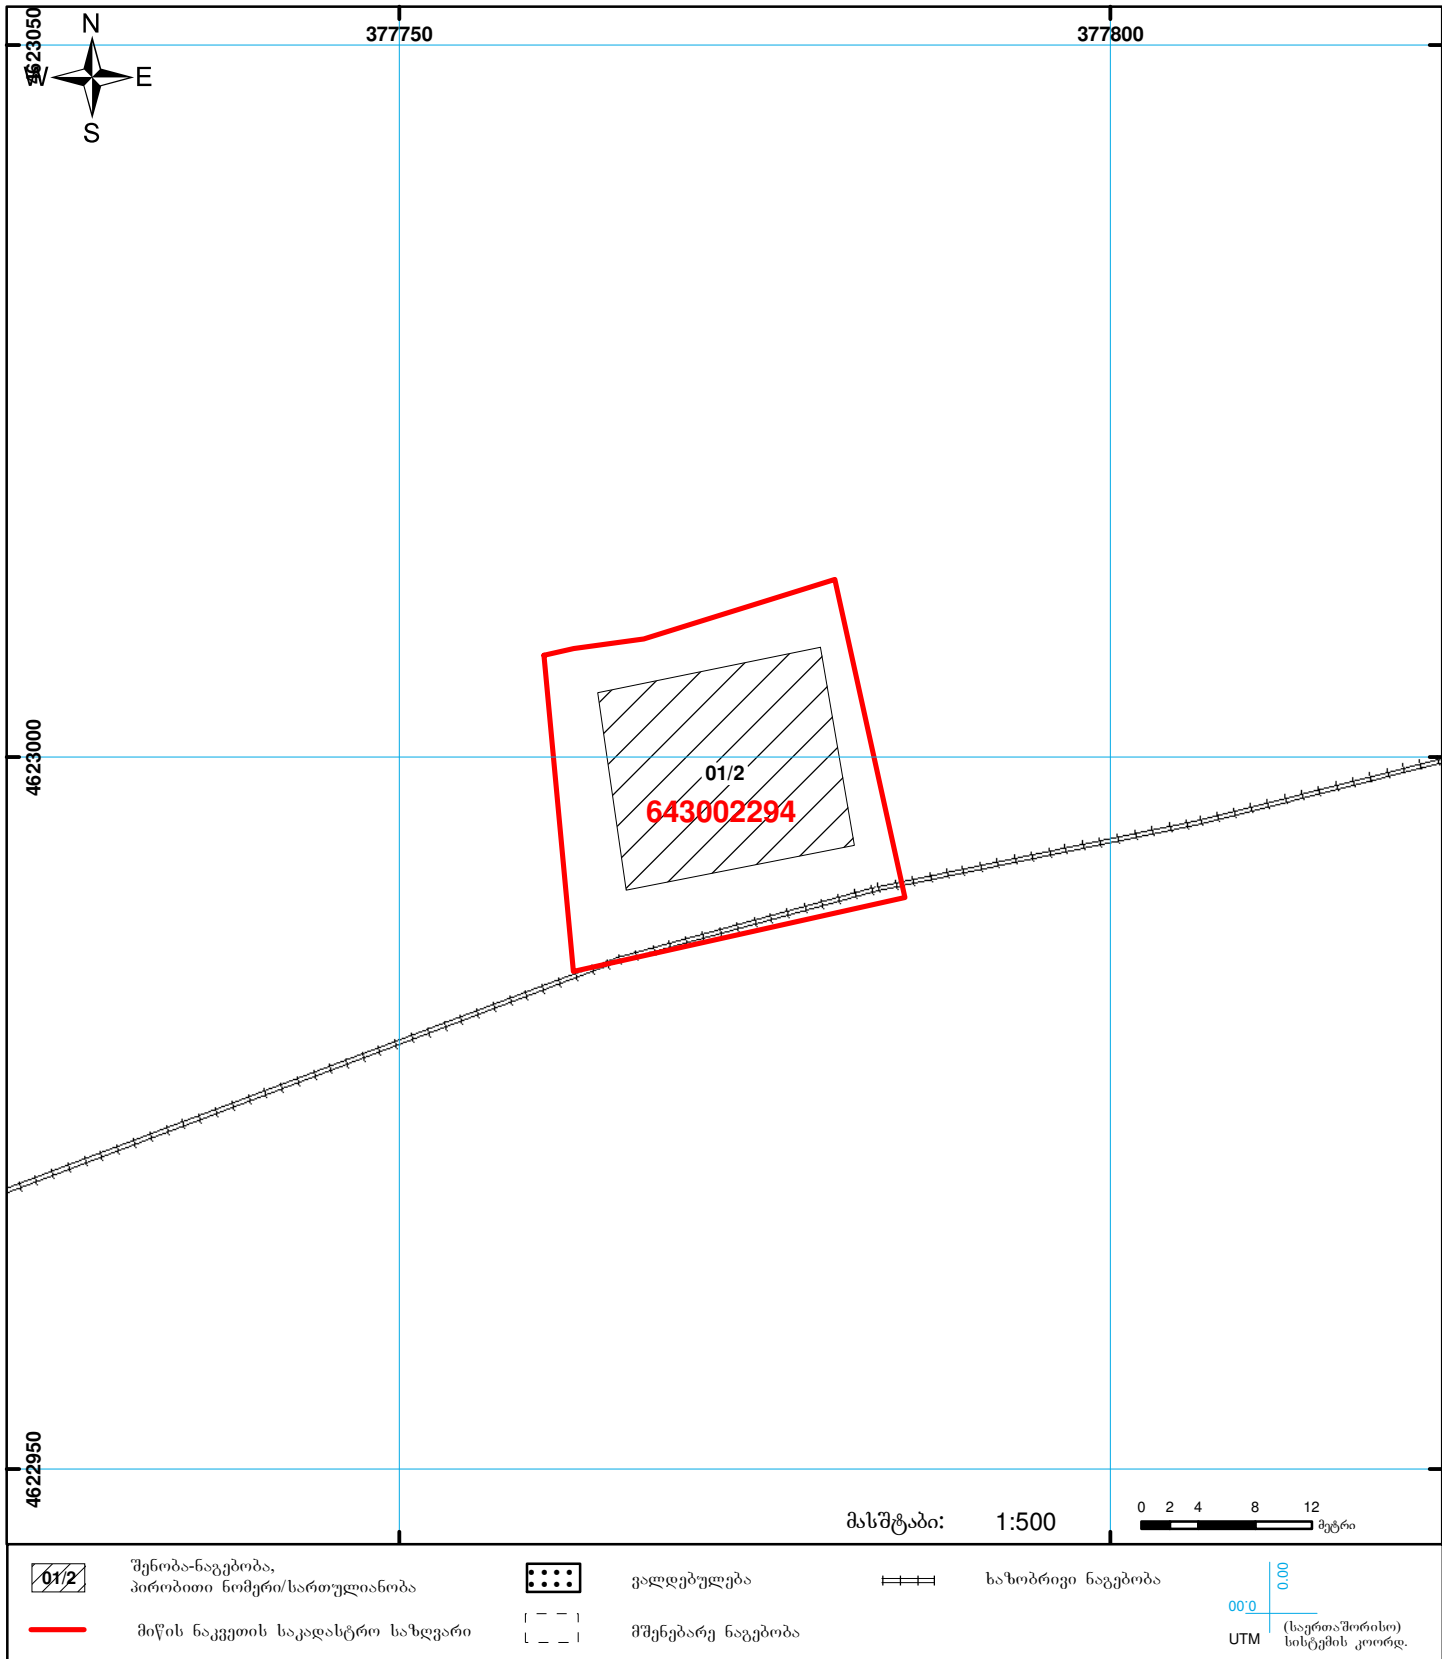 N
W
E
S
377750
377800
4623050
4623000
4622950
01/2
643002294
მასშტაბი: 1:500
0 2 4 8 12
მეტრი
01/2
შენობა-ნაგებობა,
პირობითი ნომერი/სართულიანობა
ვალდებულება
ხაზობრივი ნაგებობა
მიწის ნაკვეთის საკადასტრო საზღვარი
მშენებარე ნაგებობა
00.0
0.00
UTM
(საერთაშორისო)
სისტემის კოორდ.